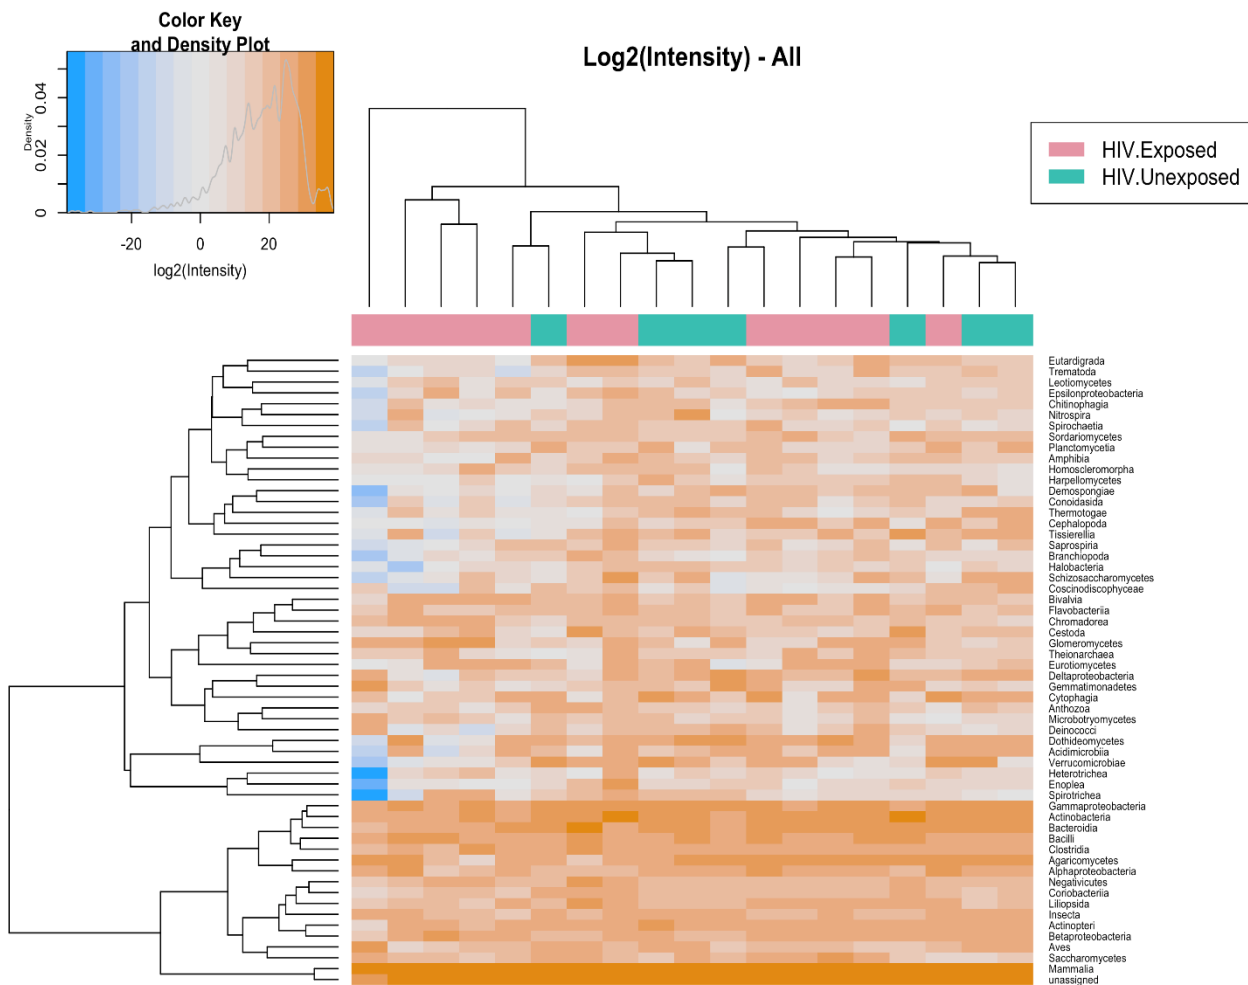 Color Key
and Density Plot
Density
0 0.02 0.04
-20 0 20
log2(Intensity)
Log2(Intensity) - All
HIV.Exposed
HIV.Unexposed
Eutardigrada
Trematoda
Leotiomycetes
Epsilonproteobacteria
Chitinophagia
Nitrospira
Spirochaetia
Sordariomycetes
Planctomycetia
Amphibia
Homoscleromorpha
Harpellomycetes
Demospongiae
Conoidasida
Thermotogae
Cephalopoda
Tissierellia
Saprospiria
Branchiopoda
Halobacteria
Schizosaccharomycetes
Coscinodiscophyceae
Bivalvia
Flavobacteriia
Chromadorea
Cestoda
Glomeromycetes
Theionarchaea
Eurotiomycetes
Deltaproteobacteria
Gemmatimonadetes
Cytophagia
Anthozoa
Microbotryomycetes
Deinococci
Dothideomycetes
Acidimicrobiia
Verrucomicrobiae
Heterotrichea
Enoplea
Spirotrichea
Gammaproteobacteria
Actinobacteria
Bacteroidia
Bacilli
Clostridia
Agaricomycetes
Alphaproteobacteria
Negativicutes
Coriobacteriia
Liliopsida
Insecta
Actinopteri
Betaproteobacteria
Aves
Saccharomycetes
Mammalia
unassigned